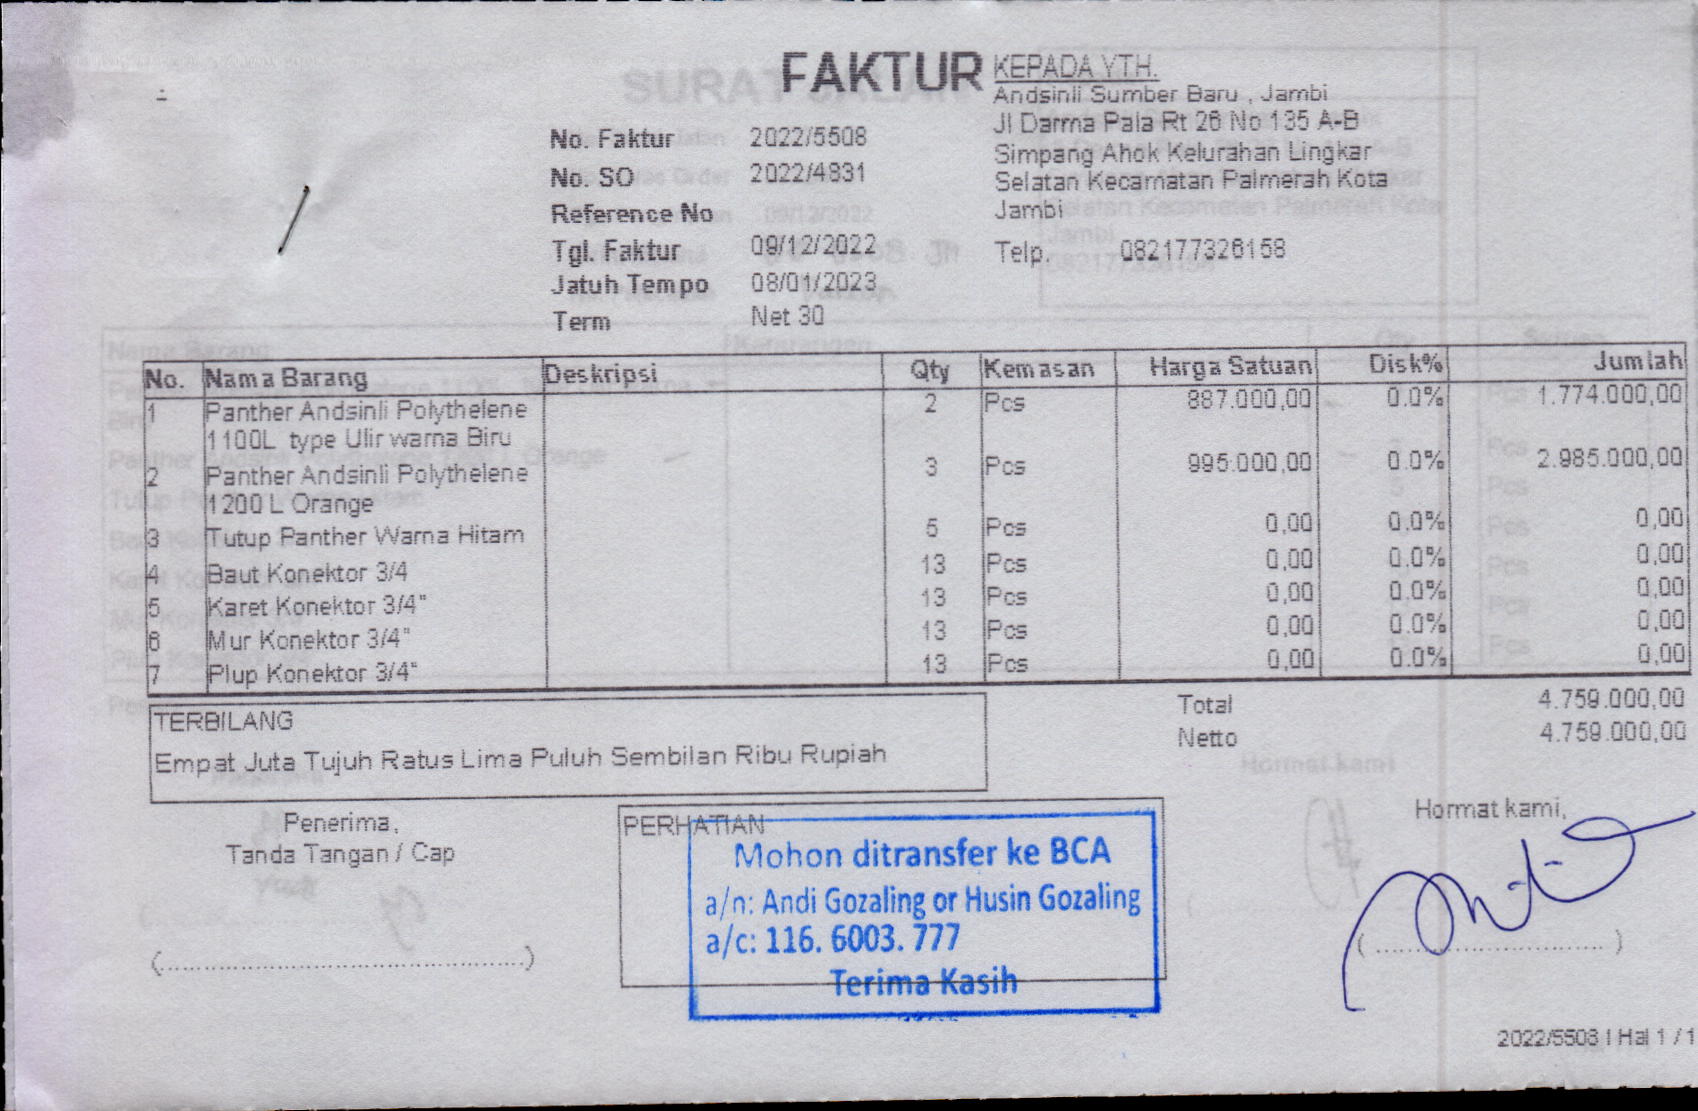 FAKTUR
KEPADA YTH.
Andsinli Sumber Baru , Jambi
Jl Darma Pala Rt 26 No 135 A-B
Simpang Ahok Kelurahan Lingkar
Selatan Kecamatan Palmerah Kota
Jambi
Telp. 082177326158
No. Faktur 2022/5508
No. SO 2022/4831
Reference No
Tgl. Faktur 09/12/2022
Jatuh Tempo 08/01/2023
Term Net 30
No. Nama Barang Deskripsi Qty Kemasan Harga Satuan Disk% Jumlah
1 Panther Andsinli Polythelene 2 Pcs 887.000,00 0.0% 1.774.000,00
1100L type Ulir warna Biru
2 Panther Andsinli Polythelene 3 Pcs 995.000,00 0.0% 2.985.000,00
1200 L Orange
3 Tutup Panther Warna Hitam 5 Pcs 0,00 0.0% 0,00
4 Baut Konektor 3/4 13 Pcs 0,00 0.0% 0,00
5 Karet Konektor 3/4" 13 Pcs 0,00 0.0% 0,00
6 Mur Konektor 3/4" 13 Pcs 0,00 0.0% 0,00
7 Plup Konektor 3/4" 13 Pcs 0,00 0.0% 0,00
Total 4.759.000,00
Netto 4.759.000,00
TERBILANG
Empat Juta Tujuh Ratus Lima Puluh Sembilan Ribu Rupiah
Penerima,
Tanda Tangan / Cap
(............................................)
PERHATIAN
Mohon ditransfer ke BCA
a/n: Andi Gozaling or Husin Gozaling
a/c: 116. 6003. 777
Terima Kasih
Hormat kami,
(............................)
2022/5508 | Hal 1 / 1